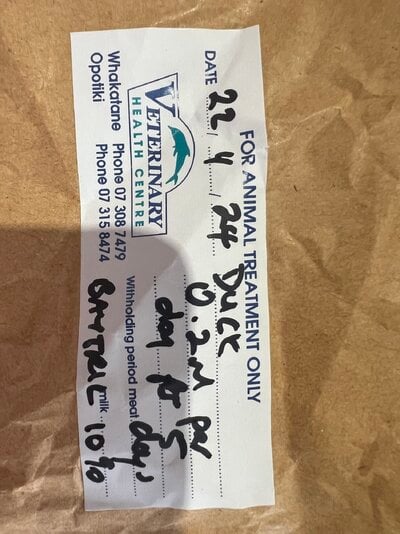 FOR ANIMAL TREATMENT ONLY
DATE 22 / 4 / 24 DUCK
0.2M per
day for 5
days
VETERINARY
HEALTH CENTRE
Withholding period meat
milk
BAYTRIL 10%
Whakatane Phone 07 308 7479
Opotiki Phone 07 315 8474